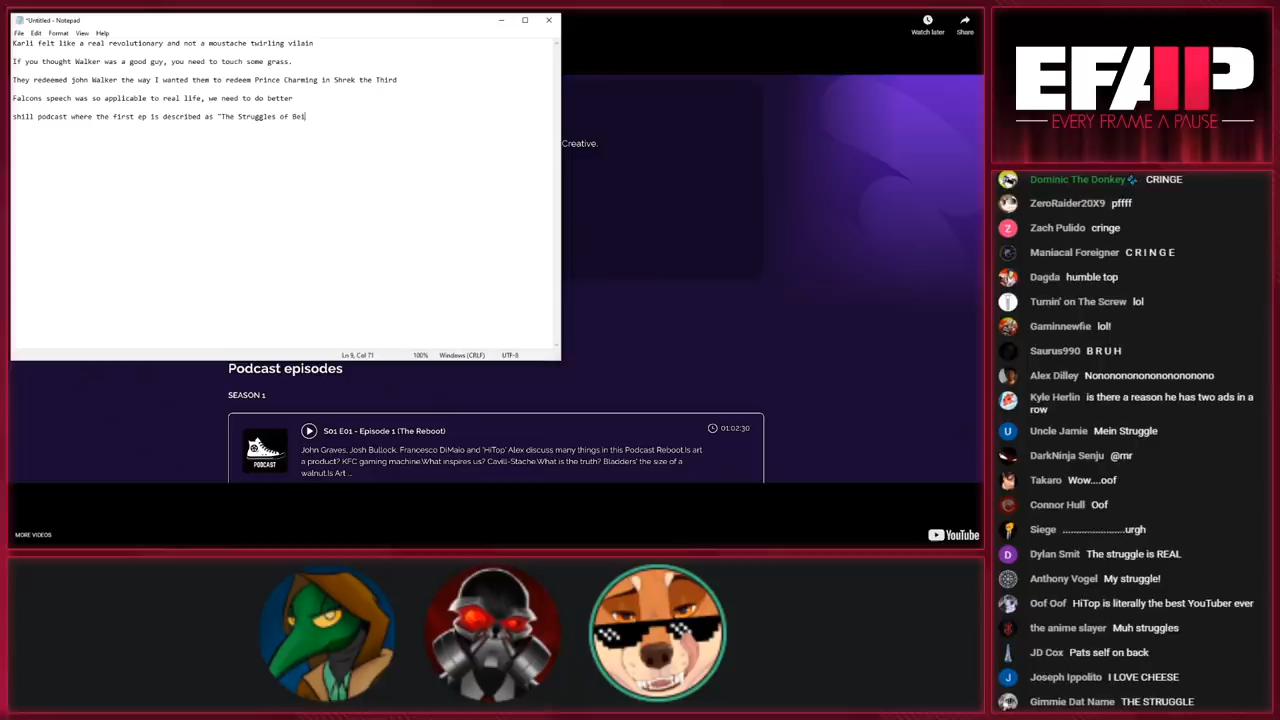 *Untitled - Notepad
File Edit Format View Help
Karli felt like a real revolutionary and not a moustache twirling vilain
If you thought Walker was a good guy, you need to touch some grass.
They redeemed john Walker the way I wanted them to redeem Prince Charming in Shrek the Third
Falcons speech was so applicable to real life, we need to do better
shill podcast where the first ep is described as "The Struggles of Bei
Ln 9, Col 71 100% Windows (CRLF) UTF-8
Watch later
Share
Creative.
Podcast episodes
SEASON 1
PODCAST
S01 E01 - Episode 1 (The Reboot)
01:02:30
John Graves, Josh Bullock, Francesco DiMaio and 'HiTop' Alex discuss many things in this Podcast Reboot.Is art
a product? KFC gaming machine.What inspires us? Cavill-Stache.What is the truth? Bladders' the size of a
walnut.Is Art ...
MORE VIDEOS
YouTube
EFAP
EVERY FRAME A PAUSE
Dominic The Donkey CRINGE
ZeroRaider20X9 pffff
Zach Pulido cringe
Maniacal Foreigner C R I N G E
Dagda humble top
Turnin' on The Screw lol
Gaminnewfie lol!
Saurus990 B R U H
Alex Dilley Nonononononononononono
Kyle Herlin is there a reason he has two ads in a
row
Uncle Jamie Mein Struggle
DarkNinja Senju @mr
Takaro Wow....oof
Connor Hull Oof
Siege ........................urgh
Dylan Smit The struggle is REAL
Anthony Vogel My struggle!
Oof Oof HiTop is literally the best YouTuber ever
the anime slayer Muh struggles
JD Cox Pats self on back
Joseph Ippolito I LOVE CHEESE
Gimmie Dat Name THE STRUGGLE